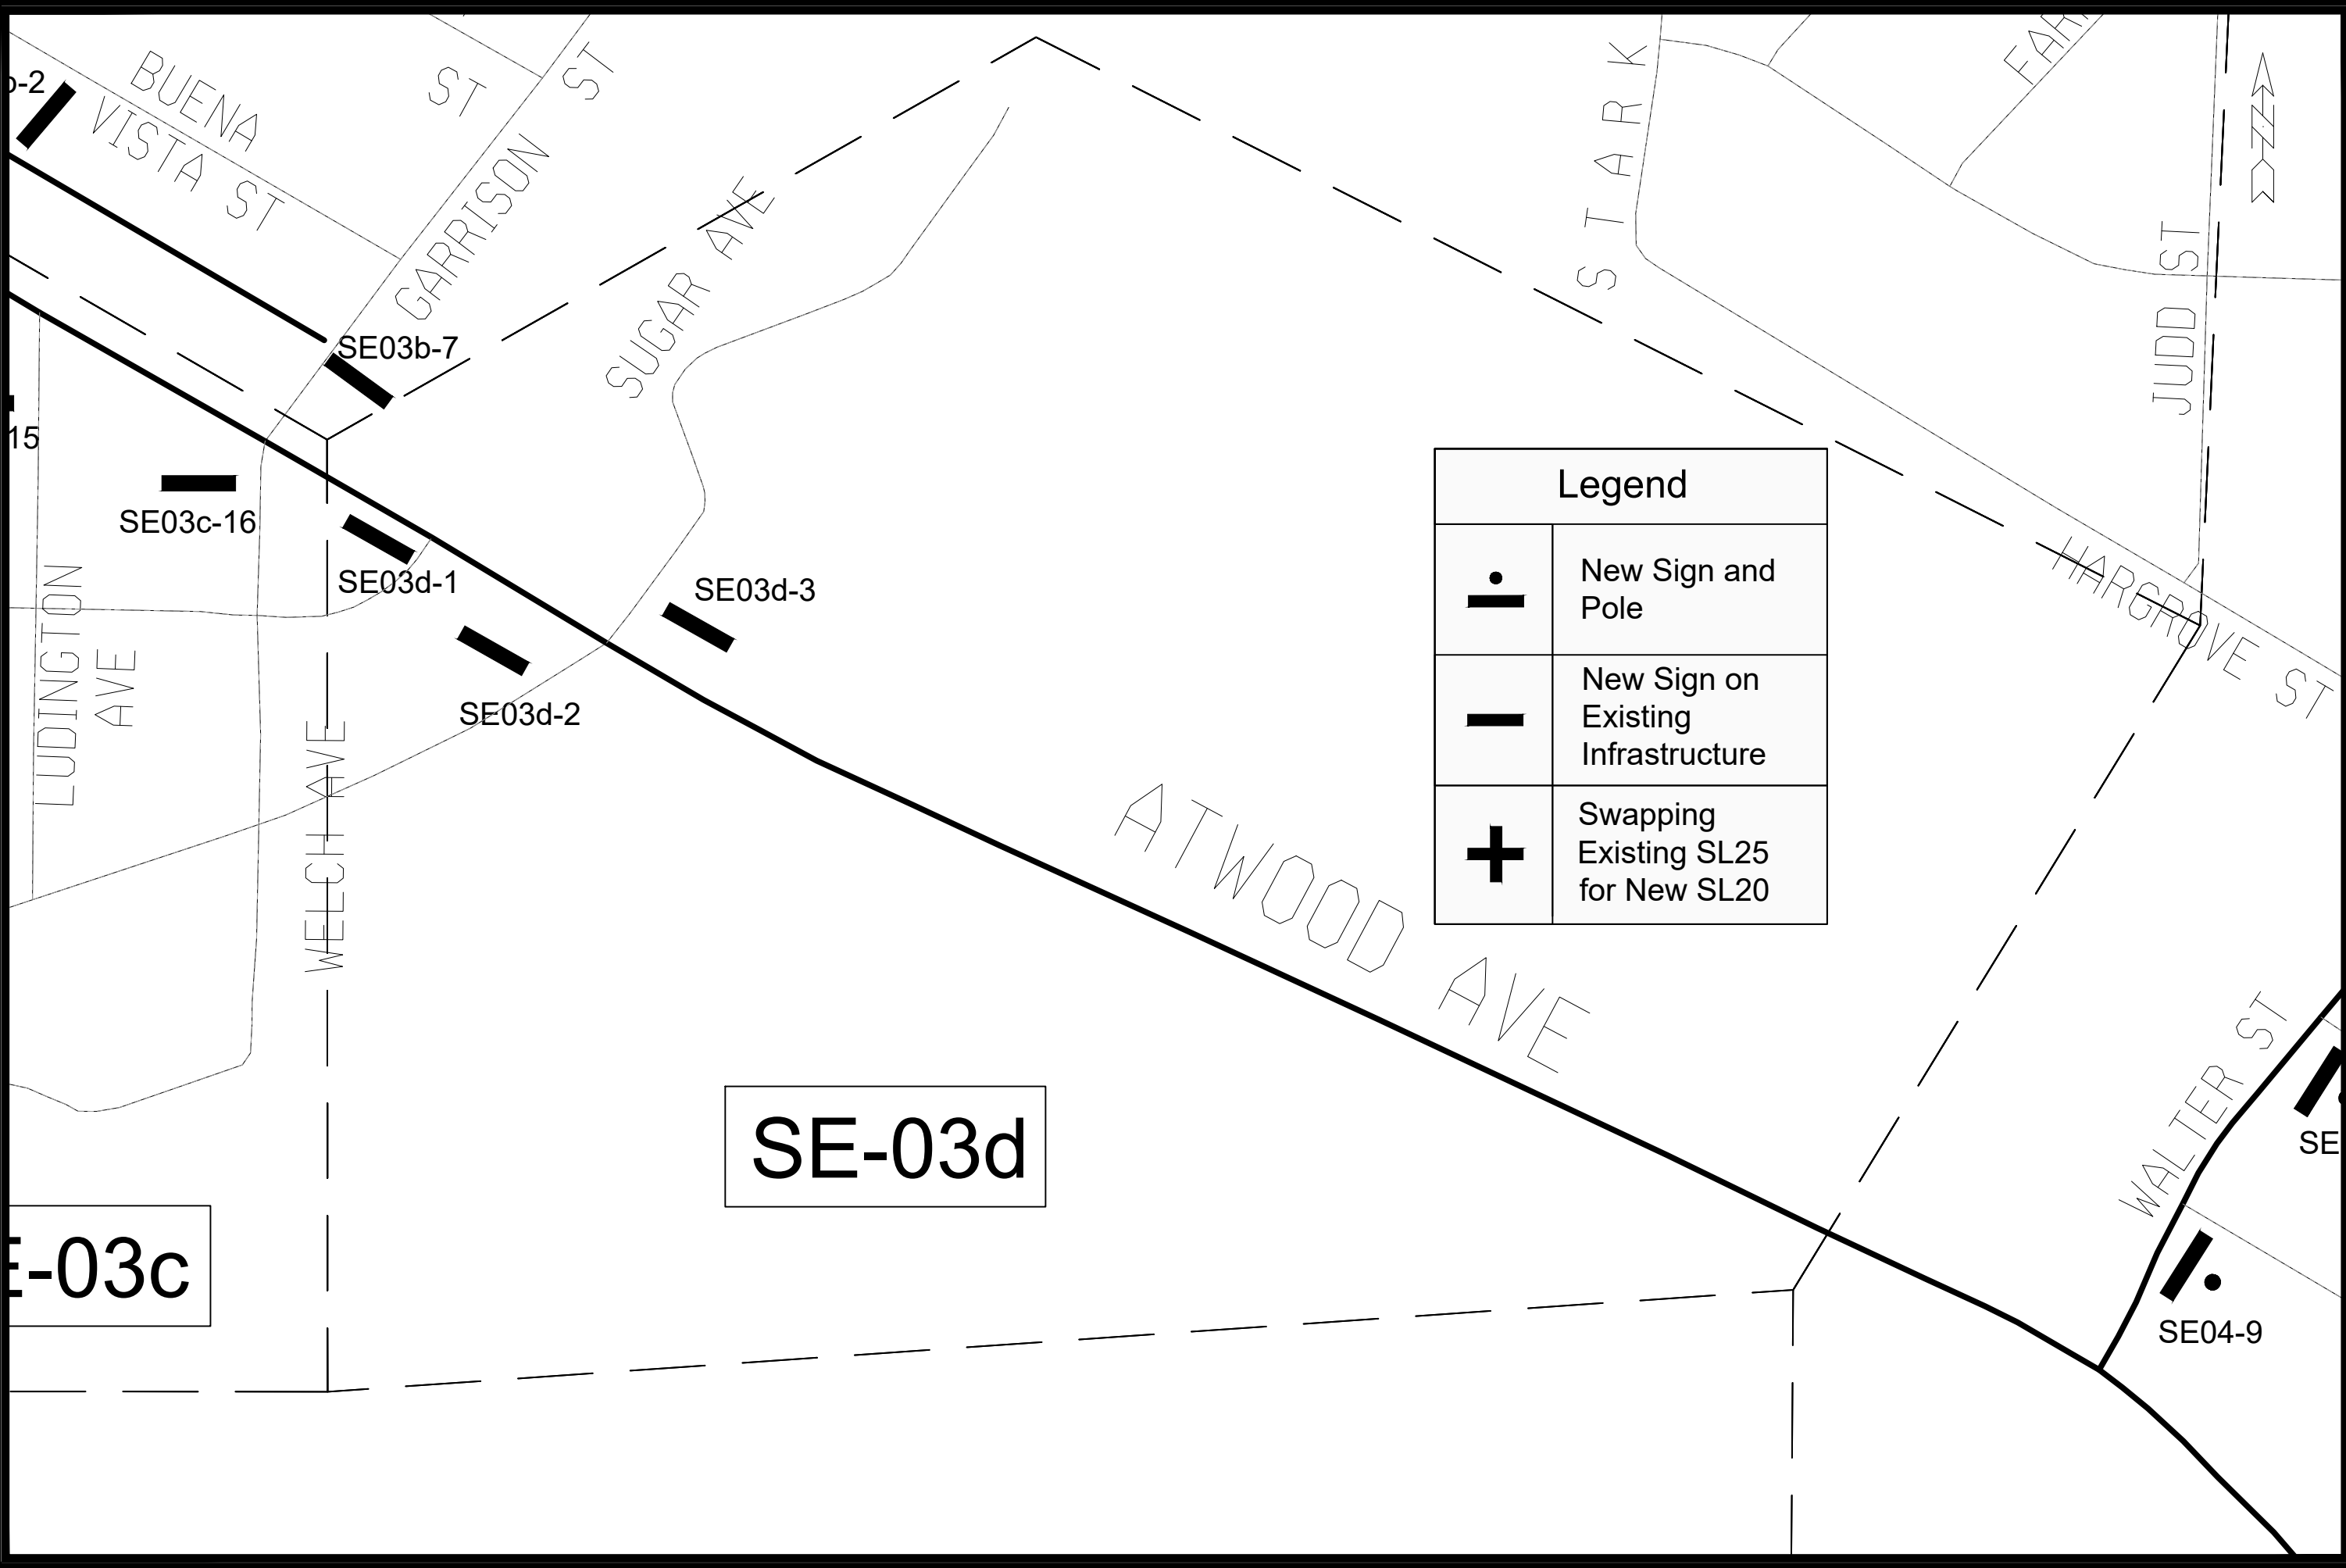 b-2
BUENA
VISTA ST
ST
GARRISON ST
SUGAR AVE
STARK
JUDD ST
N
SE03b-7
15
SE03c-16
SE03d-1
SE03d-3
SE03d-2
LUDINGTON
AVE
WELCH AVE
HARGROVE ST
Legend
New Sign and
Pole
New Sign on
Existing
Infrastructure
Swapping
Existing SL25
for New SL20
ATWOOD AVE
WALTER ST
SE-03d
E-03c
SE
SE04-9